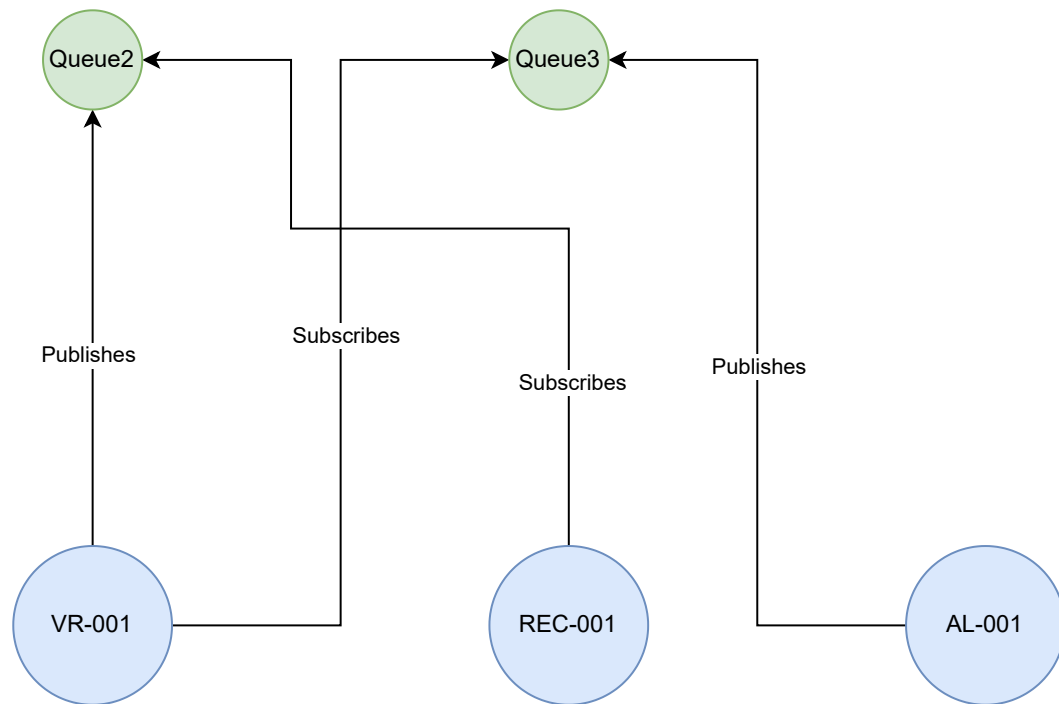 Queue2
Queue3
Subscribes
Publishes
Publishes
Subscribes
VR-001
REC-001
AL-001